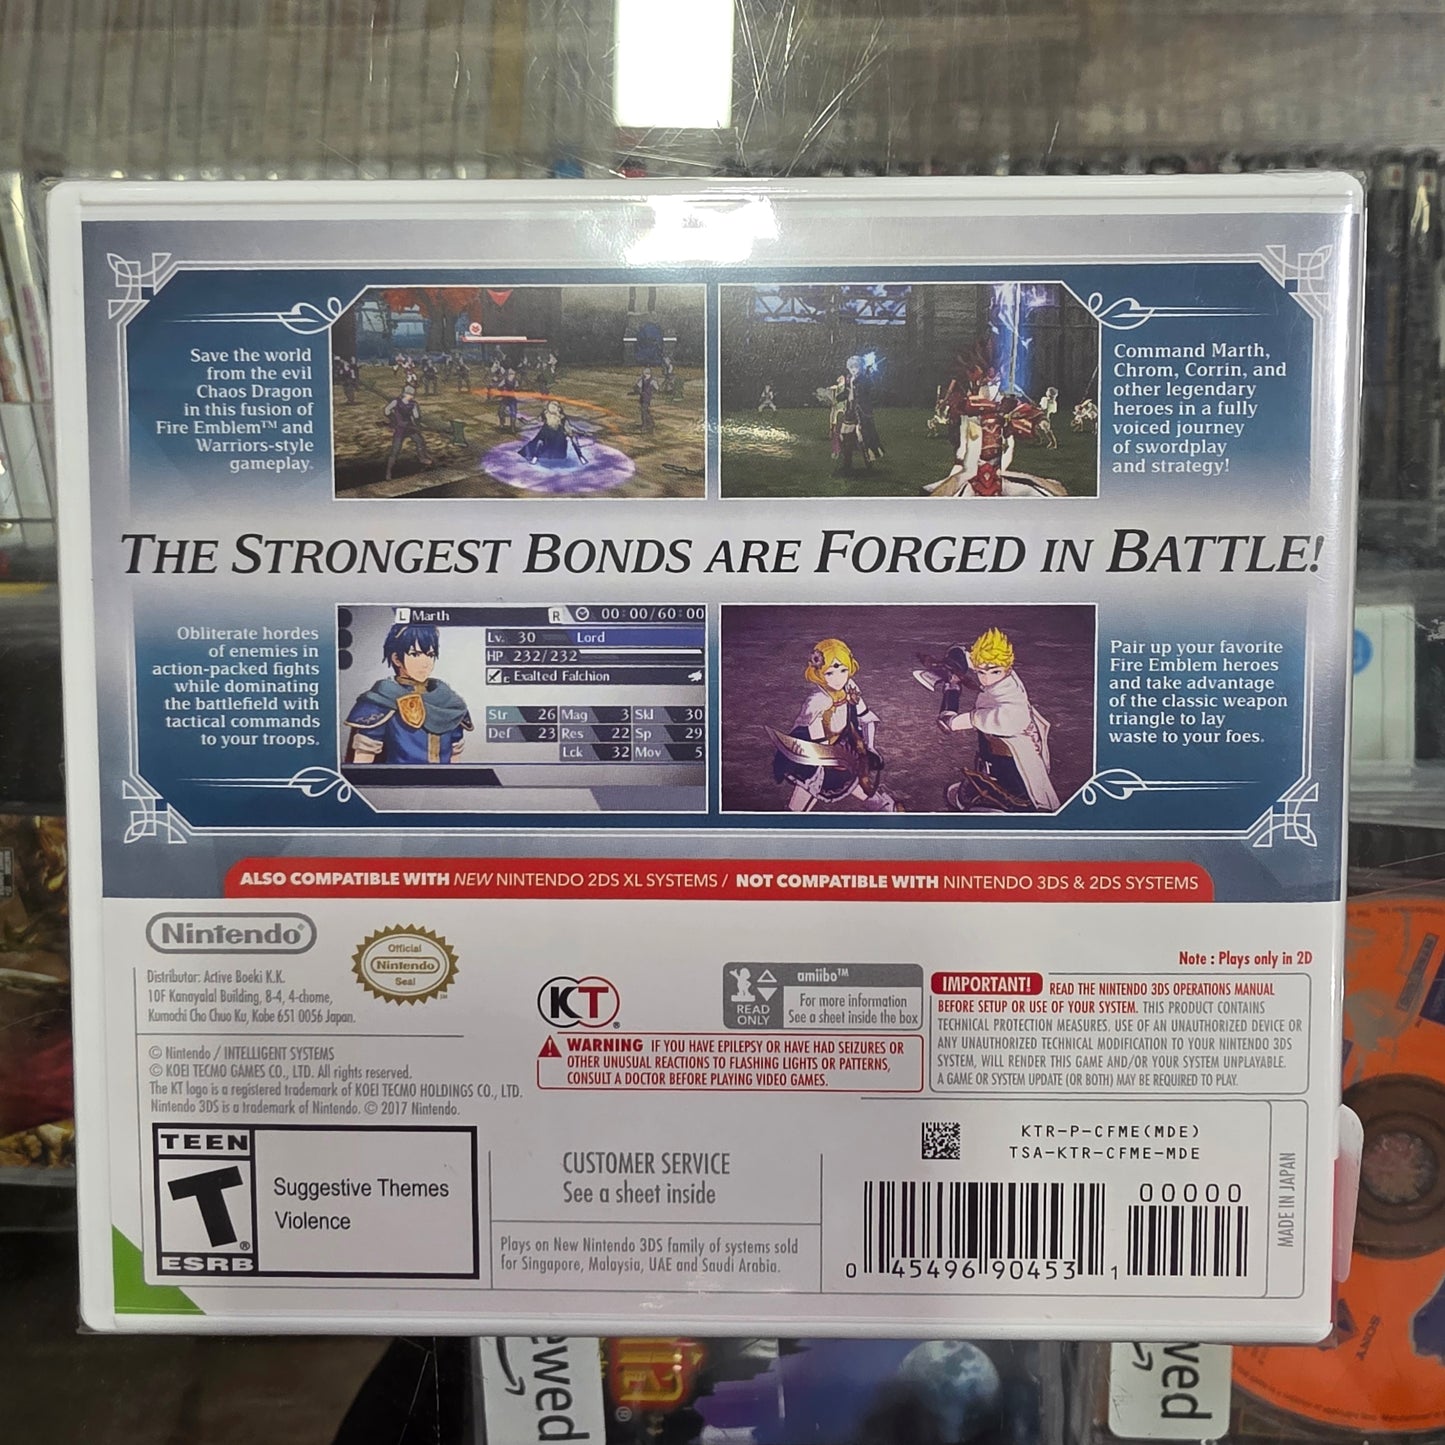 Save the world
from the evil
Chaos Dragon
in this fusion of
Fire Emblem™ and
Warriors-style
gameplay.
Command Marth,
Chrom, Corrin, and
other legendary
heroes in a fully
voiced journey
of swordplay
and strategy!
THE STRONGEST BONDS ARE FORGED IN BATTLE!
Obliterate hordes
of enemies in
action-packed fights
while dominating
the battlefield with
tactical commands
to your troops.
L Marth R 00:00/60:00
Lv. 30 Lord
HP 232/232
E Exalted Falchion
Str 26 Mag 3 Skl 30
Def 23 Res 22 Sp 29
Lck 32 Mov 5
Pair up your favorite
Fire Emblem heroes
and take advantage
of the classic weapon
triangle to lay
waste to your foes.
ALSO COMPATIBLE WITH NEW NINTENDO 2DS XL SYSTEMS / NOT COMPATIBLE WITH NINTENDO 3DS & 2DS SYSTEMS
Nintendo®
Distributor: Active Boeki K.K.
10F Kanayalal Building, 8-4, 4-chome,
Kumochi Cho Chuo Ku, Kobe 651 0056 Japan.
Official
Nintendo
Seal
© Nintendo / INTELLIGENT SYSTEMS
© KOEI TECMO GAMES CO., LTD. All rights reserved.
The KT logo is a registered trademark of KOEI TECMO HOLDINGS CO., LTD.
Nintendo 3DS is a trademark of Nintendo. © 2017 Nintendo.
KT®
READ
ONLY
amiibo™
For more information
See a sheet inside the box
WARNING IF YOU HAVE EPILEPSY OR HAVE HAD SEIZURES OR
OTHER UNUSUAL REACTIONS TO FLASHING LIGHTS OR PATTERNS,
CONSULT A DOCTOR BEFORE PLAYING VIDEO GAMES.
Note : Plays only in 2D
IMPORTANT! READ THE NINTENDO 3DS OPERATIONS MANUAL
BEFORE SETUP OR USE OF YOUR SYSTEM. THIS PRODUCT CONTAINS
TECHNICAL PROTECTION MEASURES. USE OF AN UNAUTHORIZED DEVICE OR
ANY UNAUTHORIZED TECHNICAL MODIFICATION TO YOUR NINTENDO 3DS
SYSTEM, WILL RENDER THIS GAME AND/OR YOUR SYSTEM UNPLAYABLE.
A GAME OR SYSTEM UPDATE (OR BOTH) MAY BE REQUIRED TO PLAY.
TEEN
T®
ESRB
Suggestive Themes
Violence
CUSTOMER SERVICE
See a sheet inside
Plays on New Nintendo 3DS family of systems sold
for Singapore, Malaysia, UAE and Saudi Arabia.
KTR-P-CFME(MDE)
TSA-KTR-CFME-MDE
00000
0 45496 90453 1
MADE IN JAPAN
ewed
wed
SONY